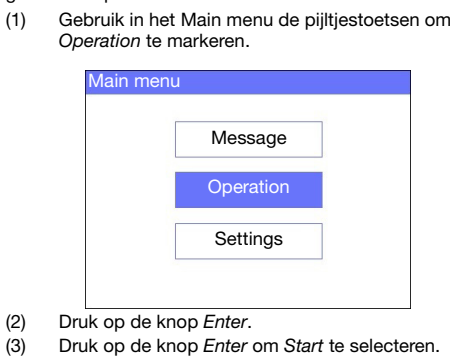 (1) Gebruik in het Main menu de pijltjestoetsen om
Operation te markeren.
Main menu
Message
Operation
Settings
(2) Druk op de knop Enter.
(3) Druk op de knop Enter om Start te selecteren.